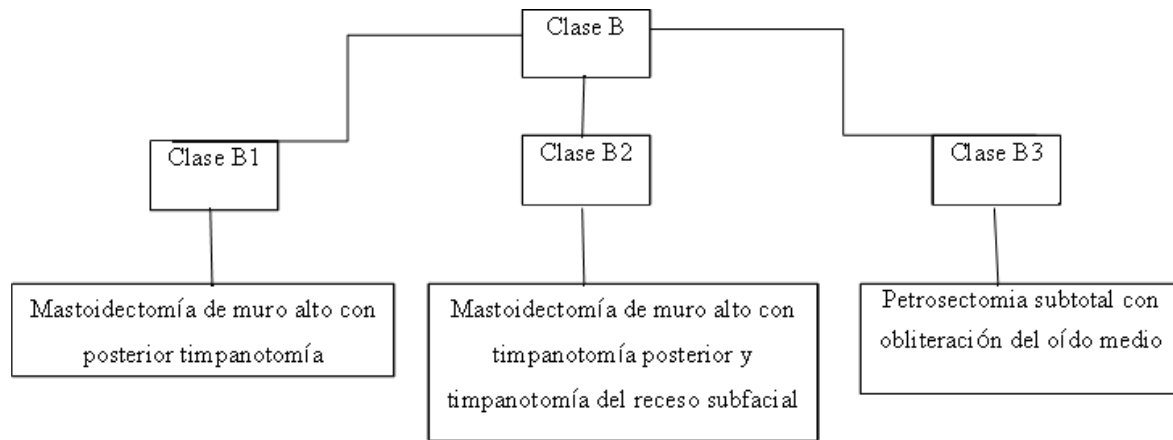 Clase B
Clase B1
Clase B2
Clase B3
Mastoidectomía de muro alto con
posterior timpanotomía
Mastoidectomía de muro alto con
timpanotomía posterior y
timpanotomía del receso subfacial
Petrosectomia subtotal con
obliteración del oído medio